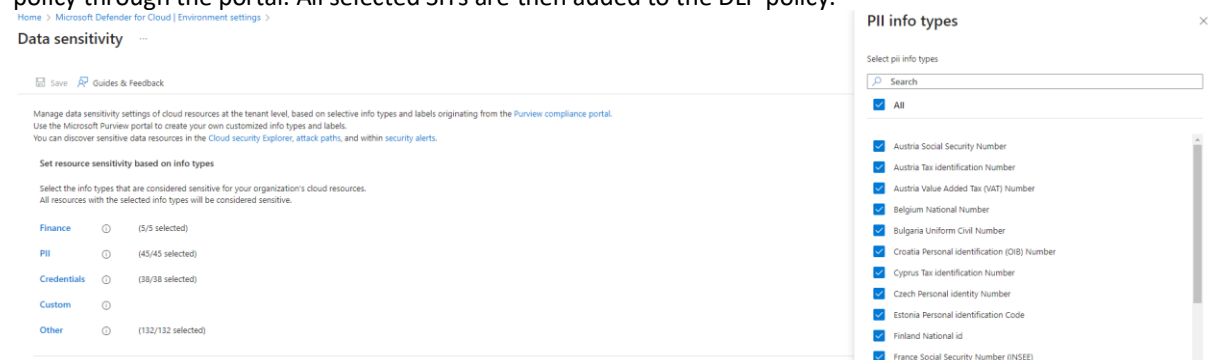 policy through the portal. All selected SITs are then added to the DLP policy.
Home > Microsoft Defender for Cloud | Environment settings >
Data sensitivity ...
Save Guides & Feedback
Manage data sensitivity settings of cloud resources at the tenant level, based on selective info types and labels originating from the Purview compliance portal.
Use the Microsoft Purview portal to create your own customized info types and labels.
You can discover sensitive data resources in the Cloud security Explorer, attack paths, and within security alerts.
Set resource sensitivity based on info types
Select the info types that are considered sensitive for your organization's cloud resources.
All resources with the selected info types will be considered sensitive.
Finance (5/5 selected)
PII (45/45 selected)
Credentials (38/38 selected)
Custom
Other (132/132 selected)
PII info types
Select pii info types
Search
All
Austria Social Security Number
Austria Tax identification Number
Austria Value Added Tax (VAT) Number
Belgium National Number
Bulgaria Uniform Civil Number
Croatia Personal identification (OIB) Number
Cyprus Tax identification Number
Czech Personal identity Number
Estonia Personal identification Code
Finland National id
France Social Security Number (INSEE)